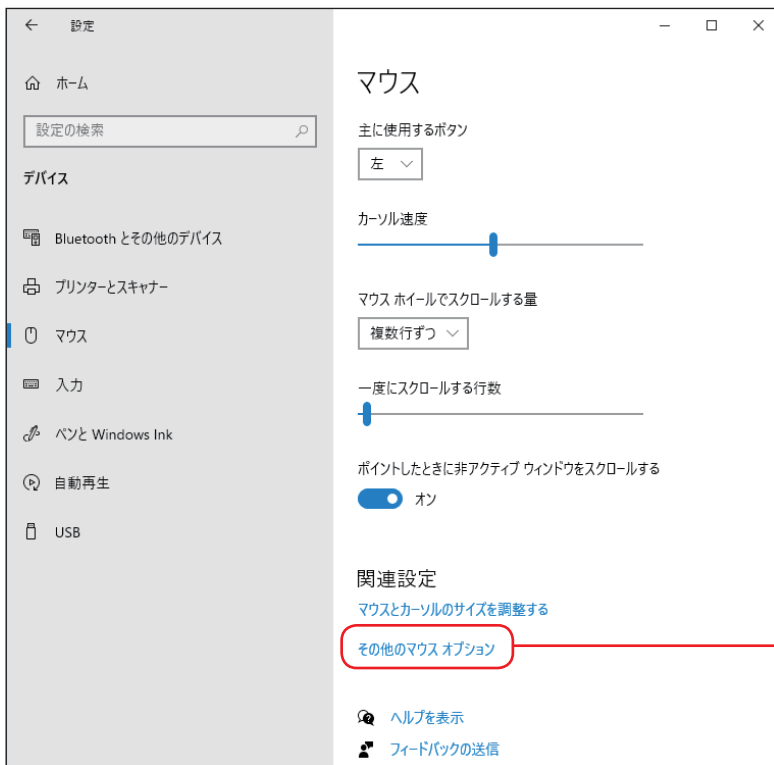 設定
ホーム
設定の検索
デバイス
Bluetooth とその他のデバイス
プリンターとスキャナー
マウス
入力
ペンと Windows Ink
自動再生
USB
マウス
主に使用するボタン
左
カーソル速度
マウス ホイールでスクロールする量
複数行ずつ
一度にスクロールする行数
ポイントしたときに非アクティブ ウィンドウをスクロールする
オン
関連設定
マウスとカーソルのサイズを調整する
その他のマウス オプション
ヘルプを表示
フィードバックの送信